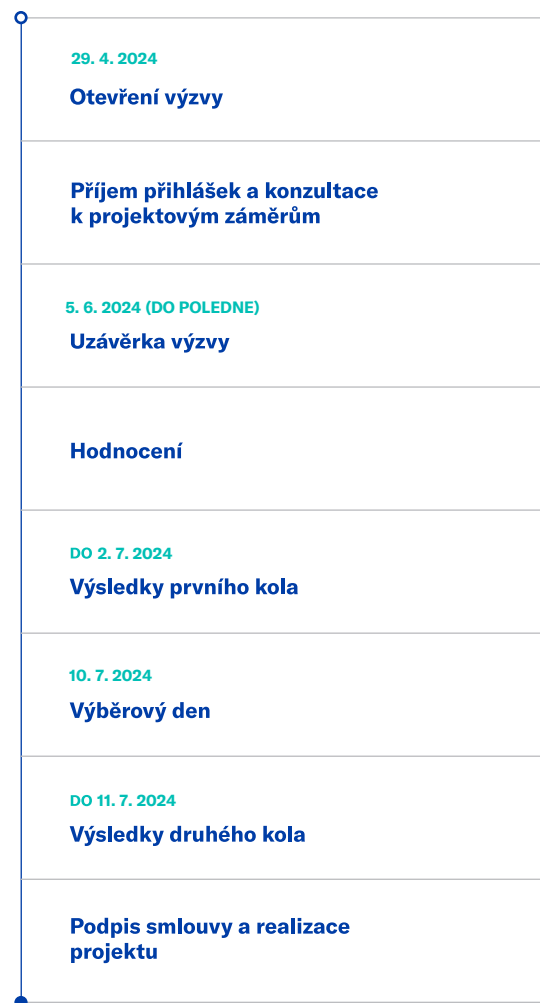 29. 4. 2024
Otevření výzvy
Příjem přihlášek a konzultace
k projektovým záměrům
5. 6. 2024 (DO POLEDNE)
Uzávěrka výzvy
Hodnocení
DO 2. 7. 2024
Výsledky prvního kola
10. 7. 2024
Výběrový den
DO 11. 7. 2024
Výsledky druhého kola
Podpis smlouvy a realizace
projektu